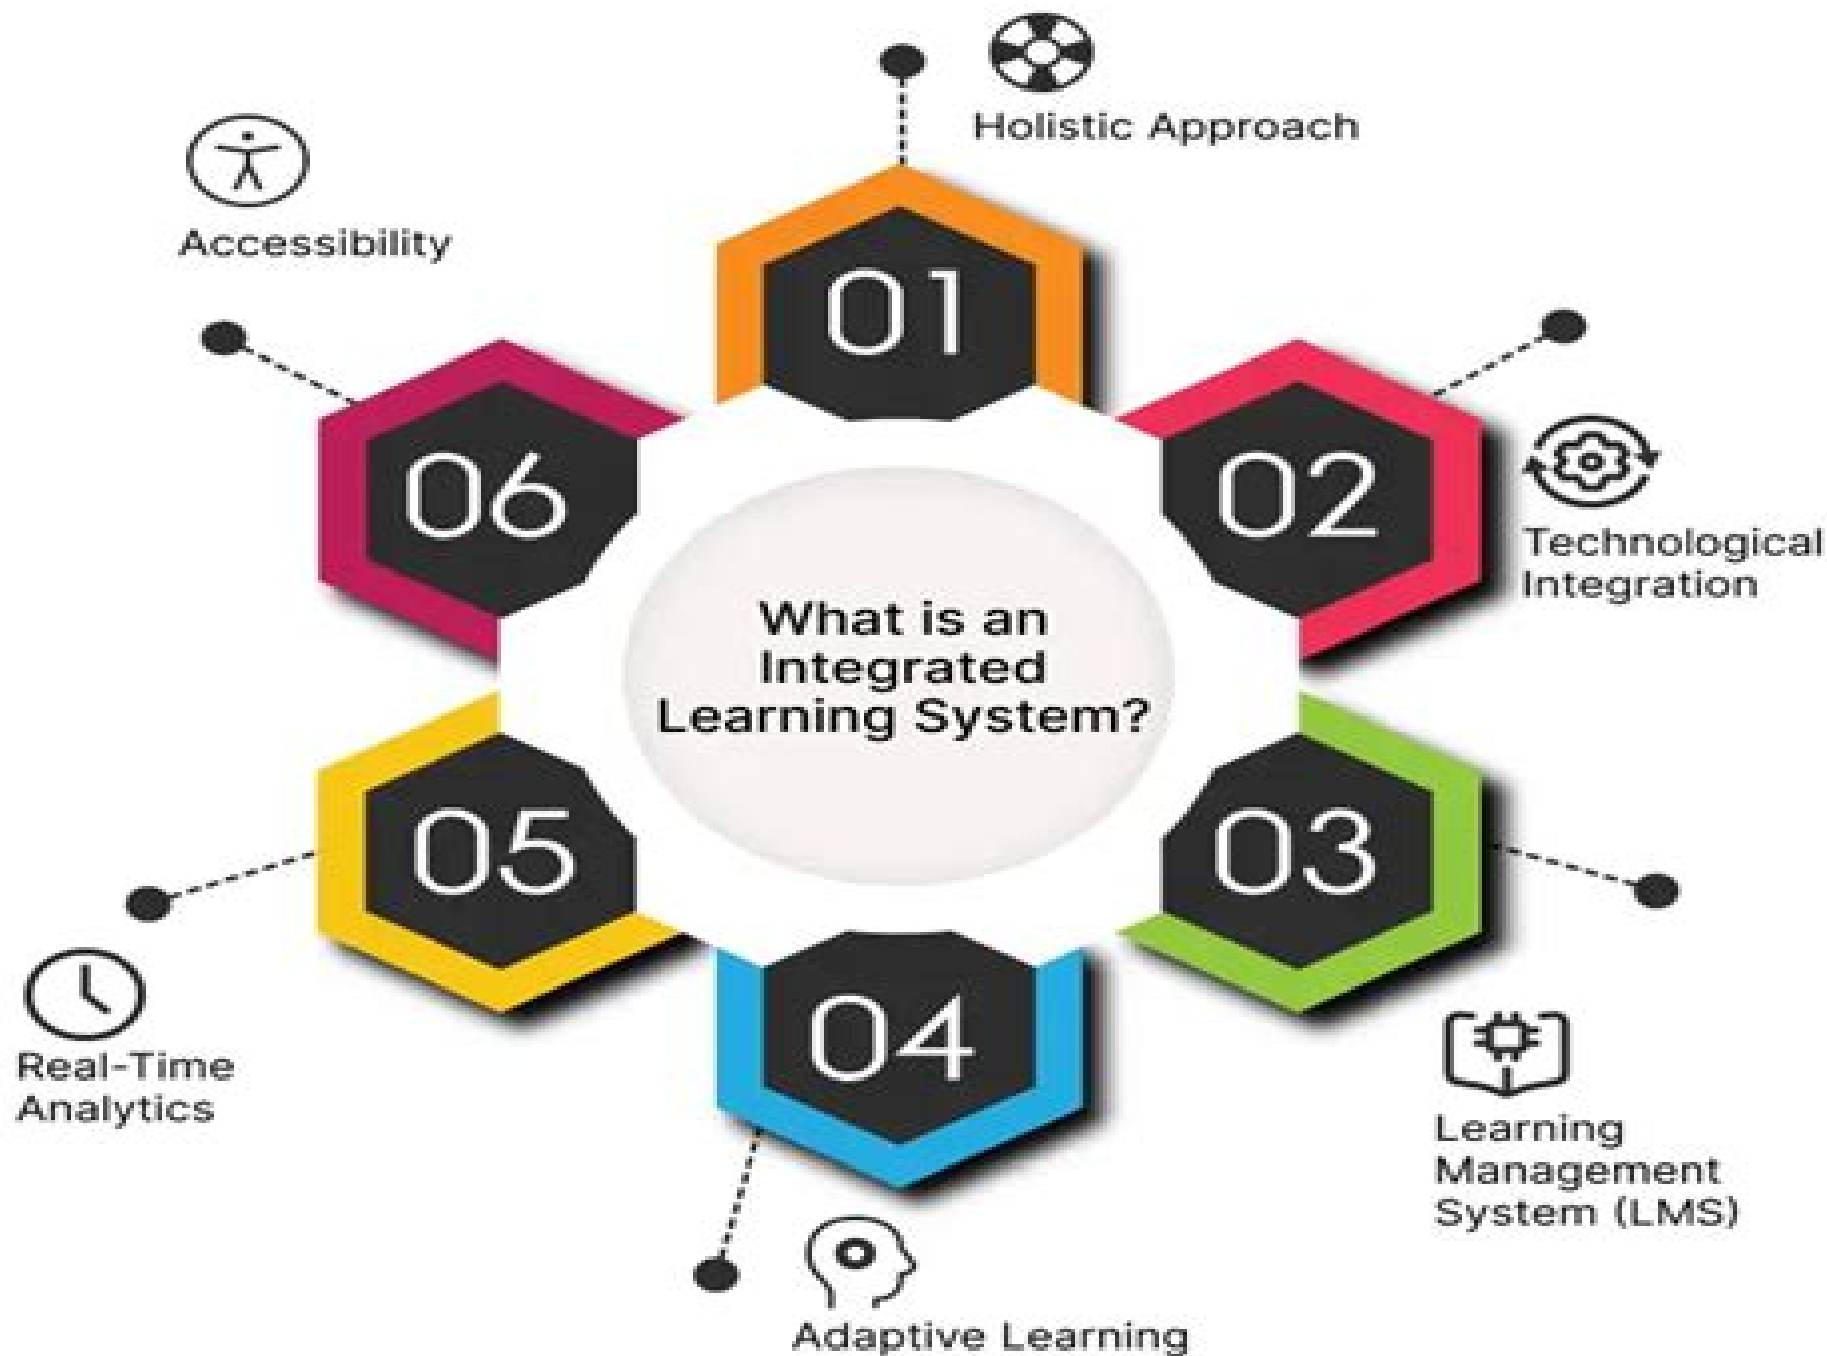 What is an
Integrated
Learning System?
01
Holistic Approach
02
Technological
Integration
03
Learning
Management
System (LMS)
04
Adaptive Learning
05
Real-Time
Analytics
06
Accessibility